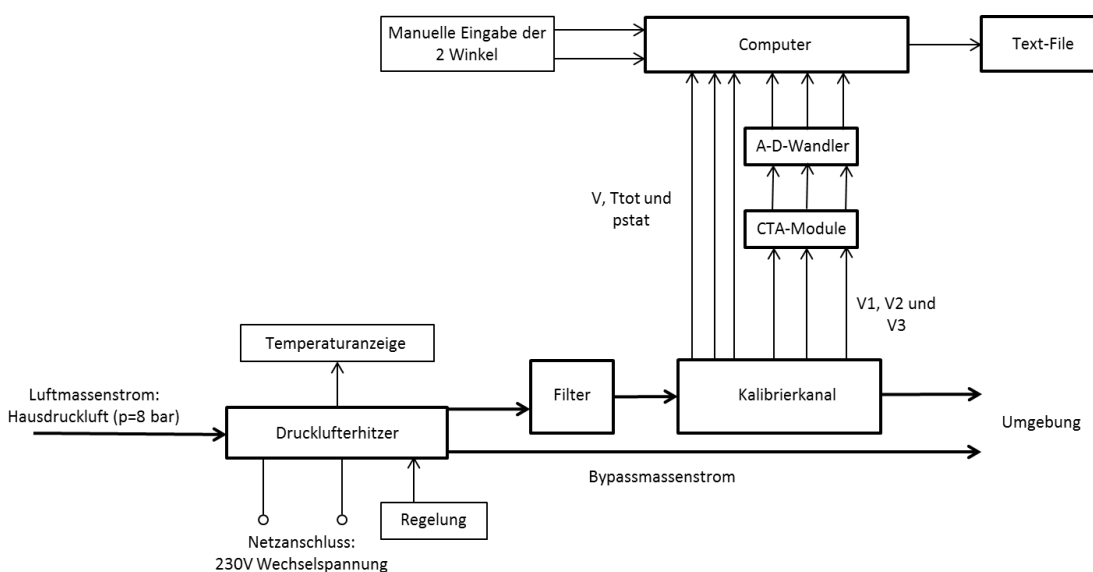 Manuelle Eingabe der
2 Winkel
Computer
Text-File
A-D-Wandler
V, Ttot und
pstat
CTA-Module
V1, V2 und
V3
Temperaturanzeige
Luftmassenstrom:
Hausdruckluft (p=8 bar)
Filter
Kalibrierkanal
Drucklufterhitzer
Umgebung
Bypassmassenstrom
Regelung
Netzanschluss:
230V Wechselspannung